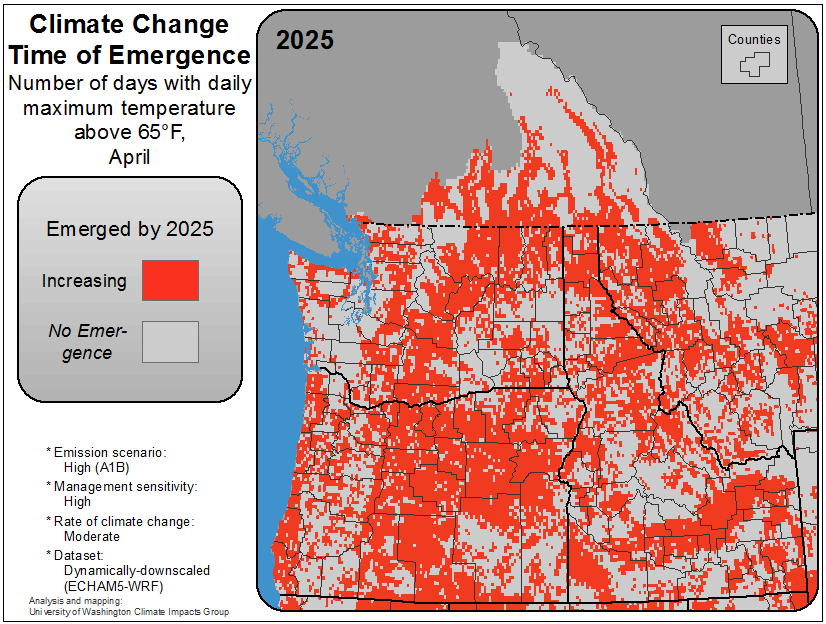 Climate Change
Time of Emergence
Number of days with daily
maximum temperature
above 65°F,
April
2025
Counties
Emerged by 2025
Increasing
No Emer-
gence
* Emission scenario:
High (A1B)
* Management sensitivity:
High
* Rate of climate change:
Moderate
* Dataset:
Dynamically-downscaled
(ECHAM5-WRF)
Analysis and mapping:
University of Washington Climate Impacts Group